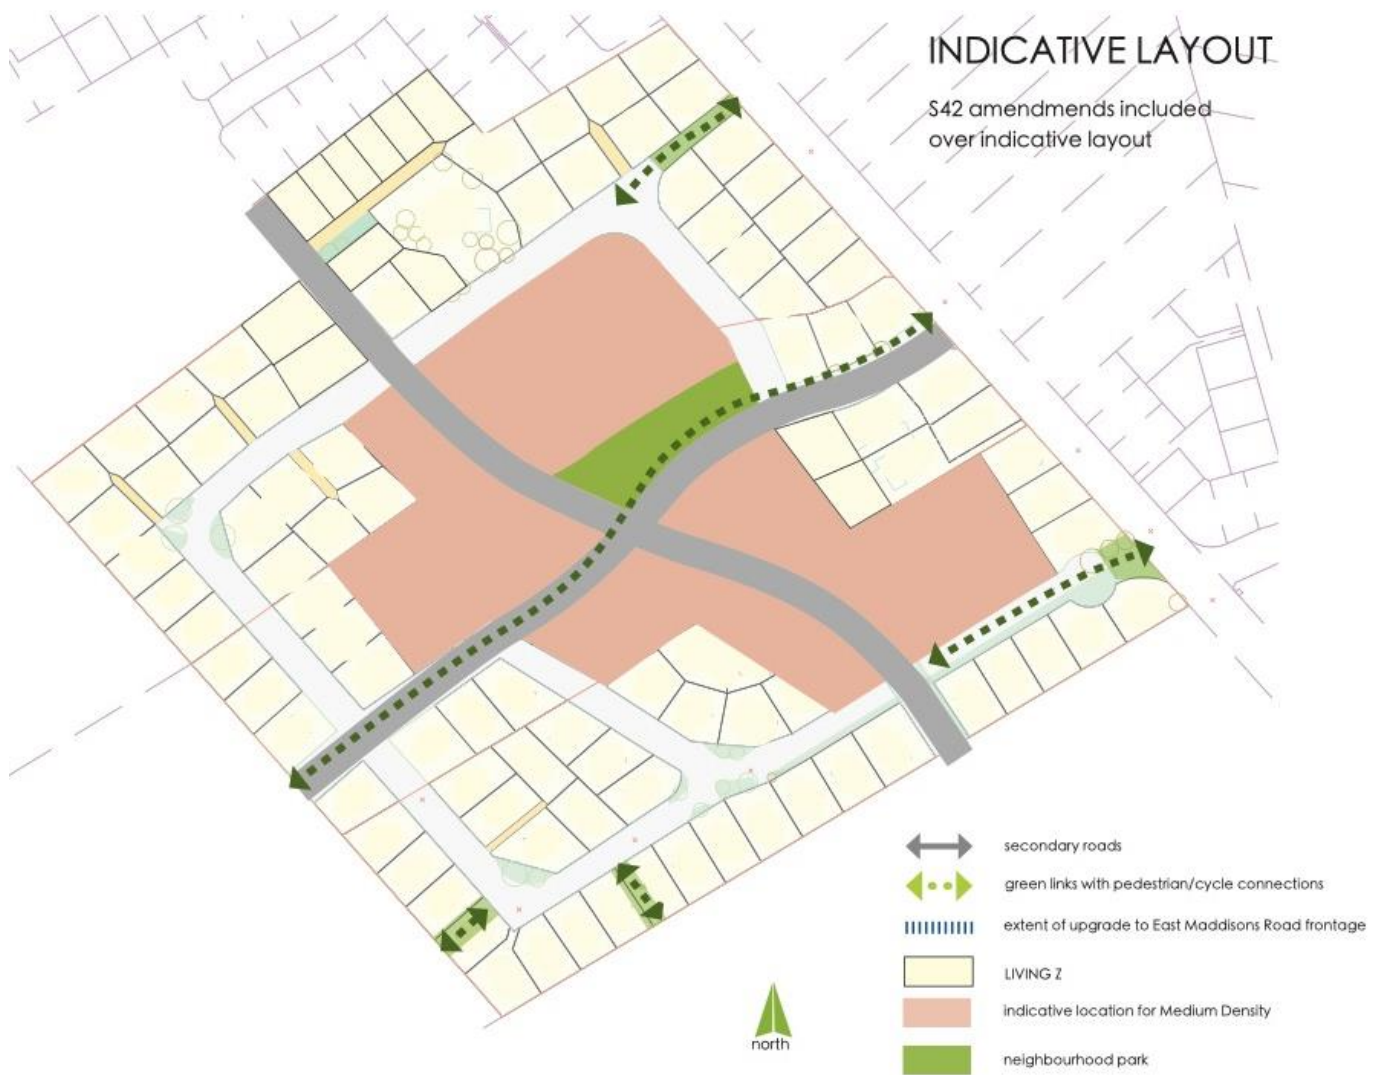 INDICATIVE LAYOUT
S42 amendmends included
over indicative layout
secondary roads
green links with pedestrian/cycle connections
extent of upgrade to East Maddisons Road frontage
LIVING Z
indicative location for Medium Density
neighbourhood park
north